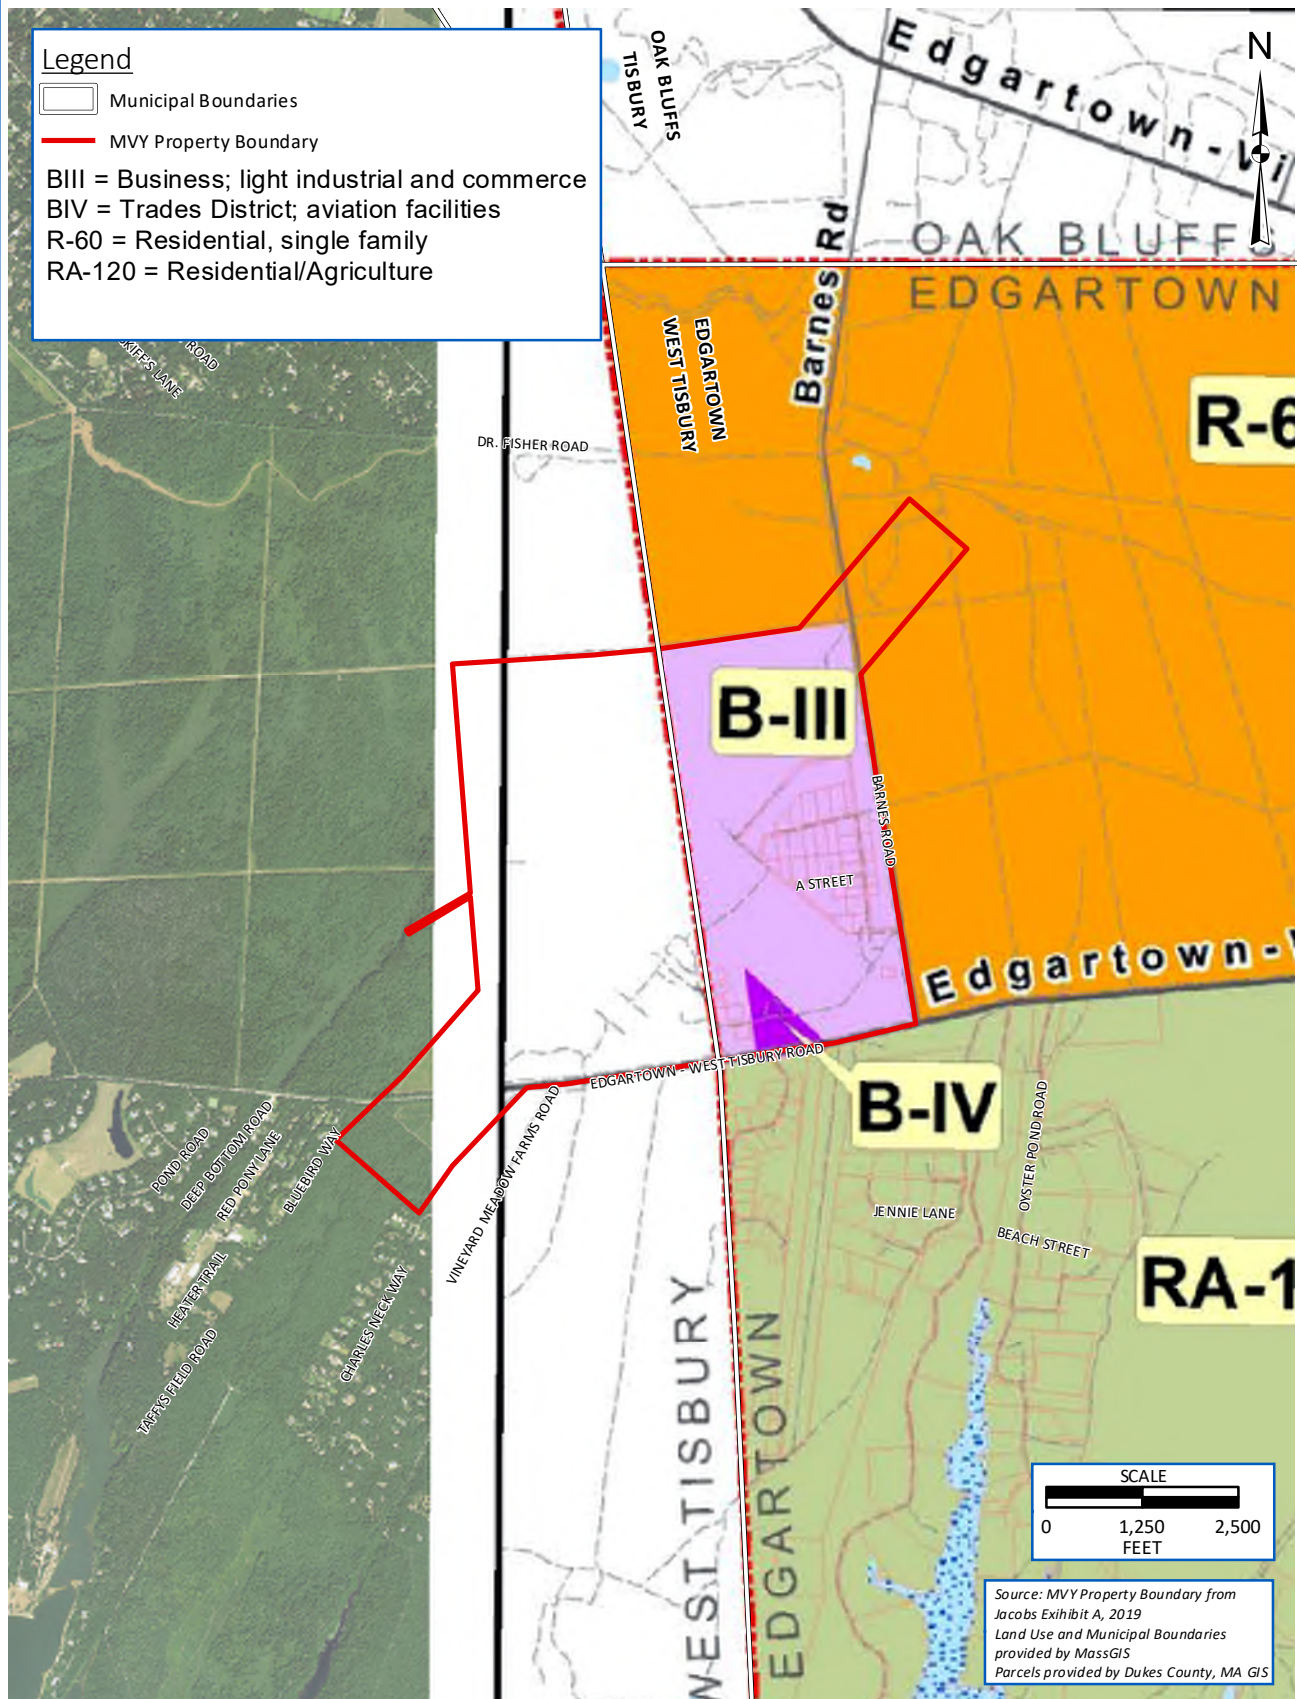 Legend
Municipal Boundaries
MVY Property Boundary
BIII = Business; light industrial and commerce
BIV = Trades District; aviation facilities
R-60 = Residential, single family
RA-120 = Residential/Agriculture
OAK BLUFFS
TISBURY
Edgartown-Vi
N
Barnes Rd
OAK BLUFFS
EDGARTOWN
EDGARTOWN
WEST TISBURY
ROAD
SKIFFS LANE
R-6
DR. FISHER ROAD
B-III
BARNES ROAD
A STREET
Edgartown-
EDGARTOWN - WEST TISBURY ROAD
B-IV
POND ROAD
DEEP BOTTOM ROAD
RED PONY LANE
BLUEBIRD WAY
VINEYARD MEADOW FARMS ROAD
OYSTER POND ROAD
JENNIE LANE
BEACH STREET
HEATER TRAIL
CHARLES NECK WAY
TAFFYS FIELD ROAD
RA-1
WEST TISBURY
EDGARTOWN
SCALE
0 1,250 2,500
FEET
Source: MVY Property Boundary from
Jacobs Exihibit A, 2019
Land Use and Municipal Boundaries
provided by MassGIS
Parcels provided by Dukes County, MA GIS